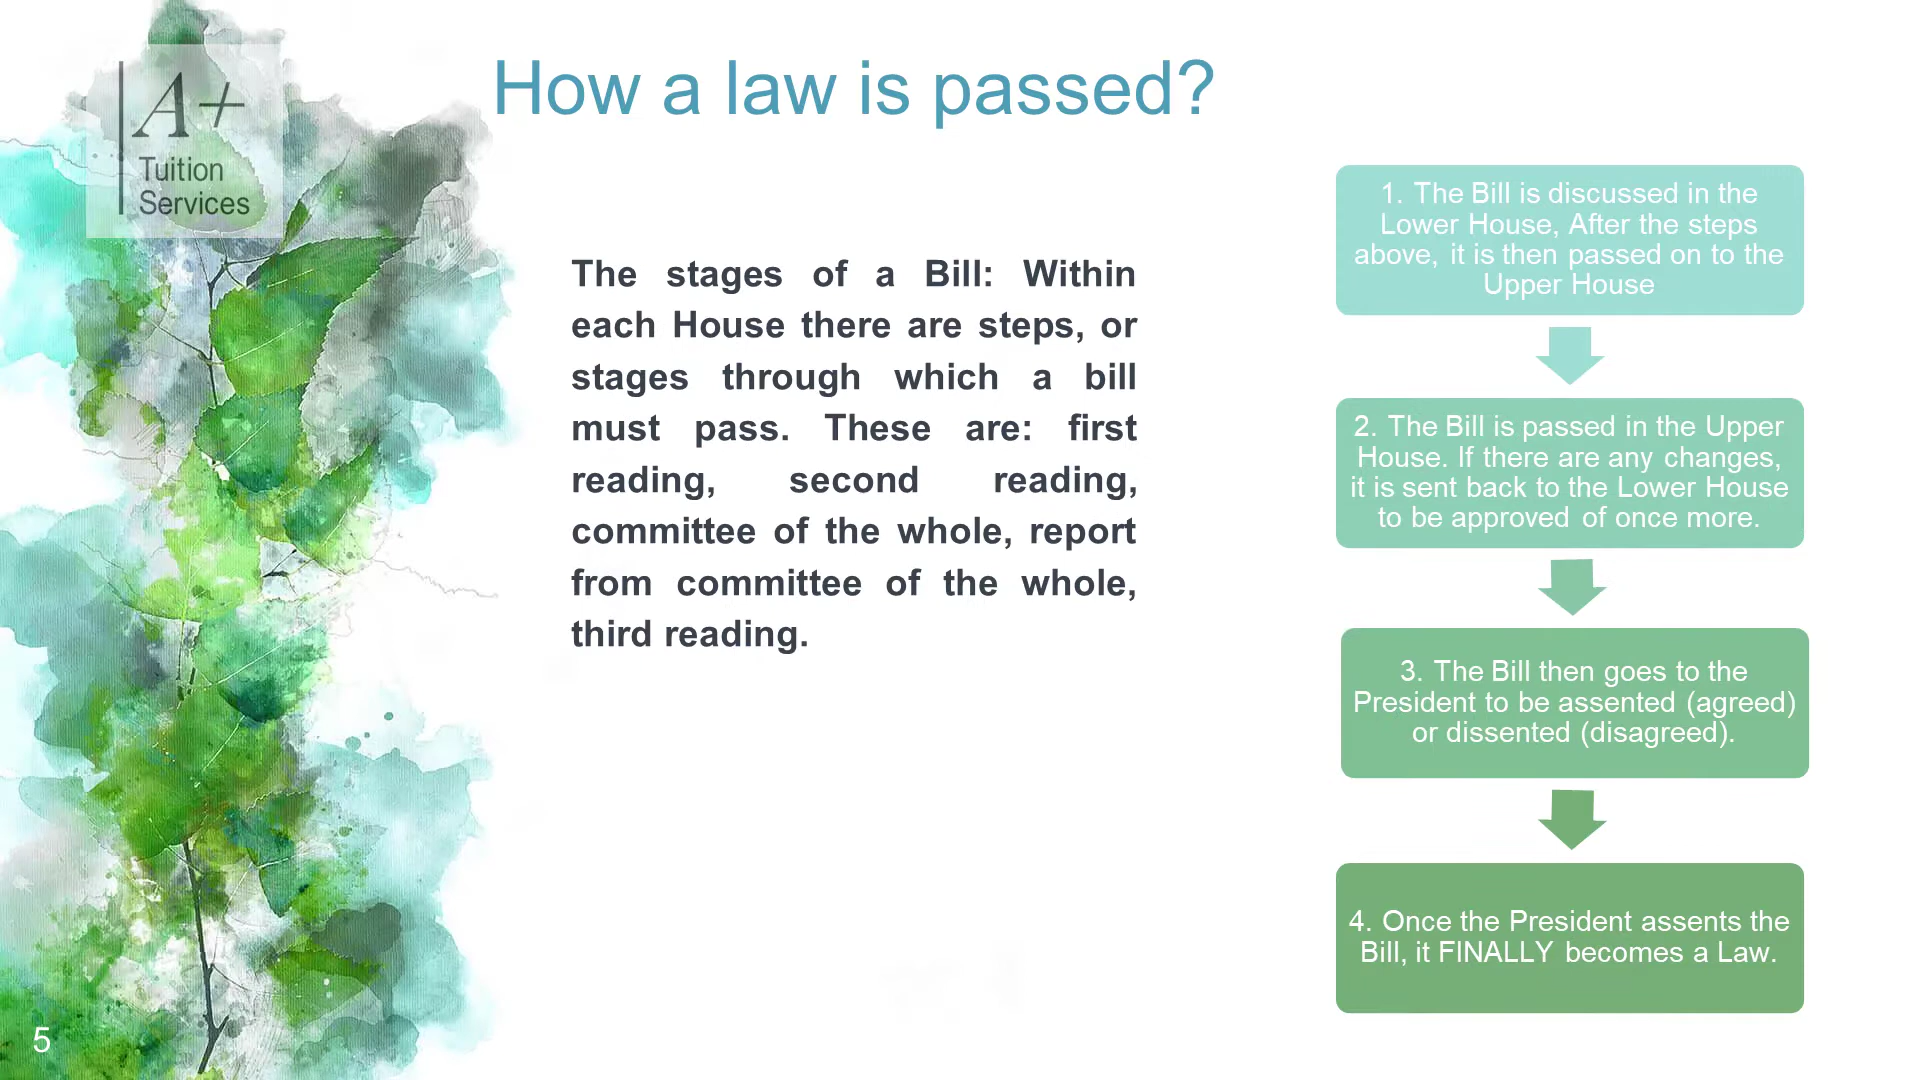 A+
Tuition
Services
How a law is passed?
The stages of a Bill: Within
each House there are steps, or
stages through which a bill
must pass. These are: first
reading, second reading,
committee of the whole, report
from committee of the whole,
third reading.
1. The Bill is discussed in the
Lower House, After the steps
above, it is then passed on to the
Upper House
2. The Bill is passed in the Upper
House. If there are any changes,
it is sent back to the Lower House
to be approved of once more.
3. The Bill then goes to the
President to be assented (agreed)
or dissented (disagreed).
4. Once the President assents the
Bill, it FINALLY becomes a Law.
5